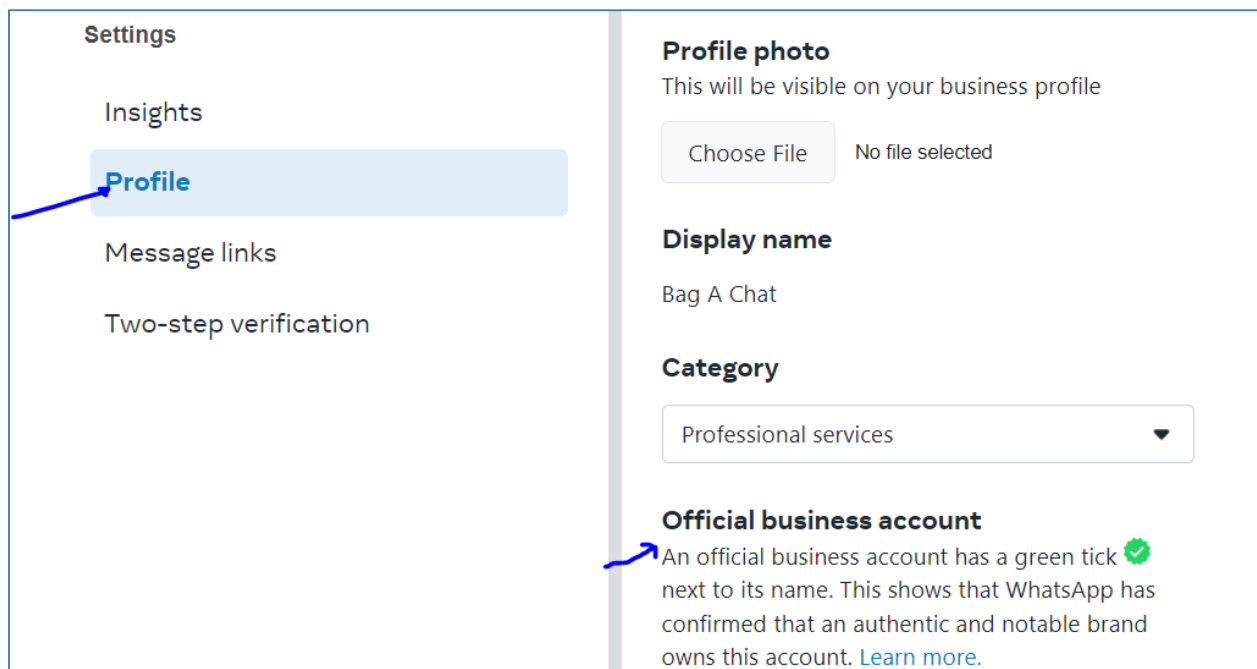 Settings
Insights
Profile
Message links
Two-step verification
Profile photo
This will be visible on your business profile
Choose File No file selected
Display name
Bag A Chat
Category
Professional services
Official business account
An official business account has a green tick
next to its name. This shows that WhatsApp has
confirmed that an authentic and notable brand
owns this account. Learn more.